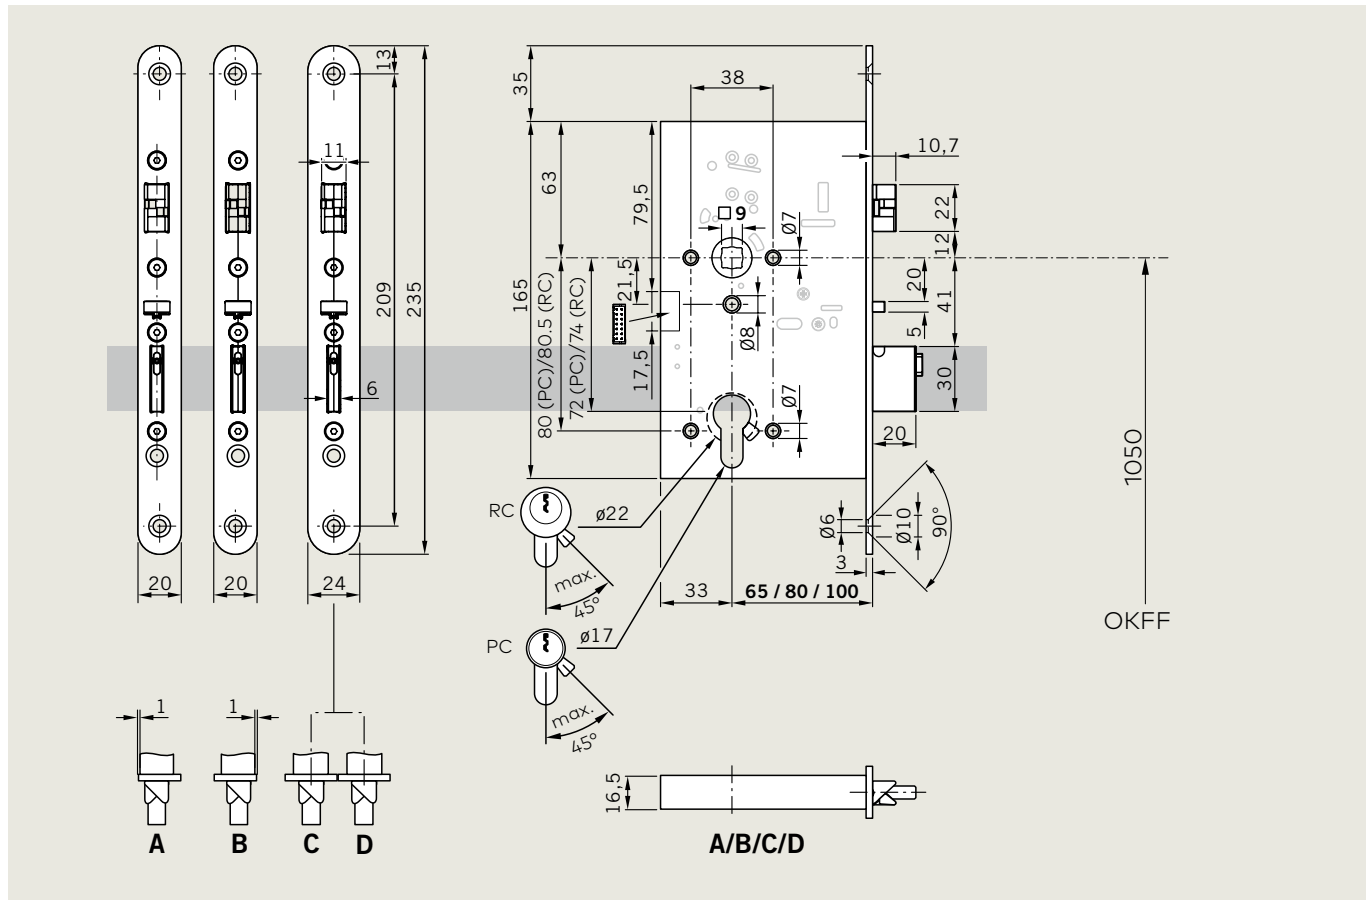 13
35
38
11
10,7
63
79,5
□ 9
Ø7
22
12
209
235
165
21,5
20
41
80 (PC)/80.5 (RC)
72 (PC)/74 (RC)
Ø8
5
17,5
6
30
Ø7
20
1050
RC
ø22
Ø6
Ø10
90°
3
20
20
24
max.
45°
33
65 / 80 / 100
OKFF
PC
ø17
max.
45°
1
1
16,5
A
B
C
D
A/B/C/D